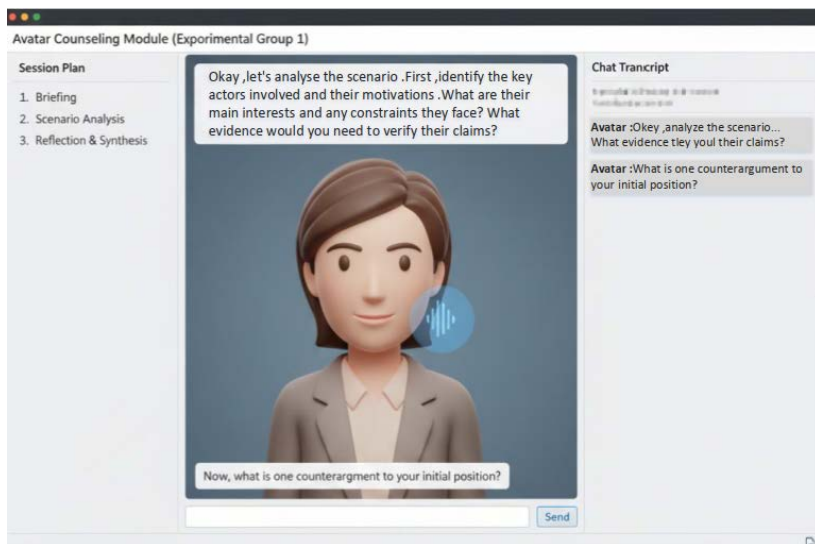 Avatar Counseling Module (Exporimental Group 1)
Session Plan
1. Briefing
2. Scenario Analysis
3. Reflection & Synthesis
Okay ,let's analyse the scenario .First ,identify the key
actors involved and their motivations .What are their
main interests and any constraints they face? What
evidence would you need to verify their claims?
Now, what is one counterargment to your initial position?
Send
Chat Trancript
Avatar :Okey ,analyze the scenario...
What evidence tley youl their claims?
Avatar :What is one counterargument to
your initial position?